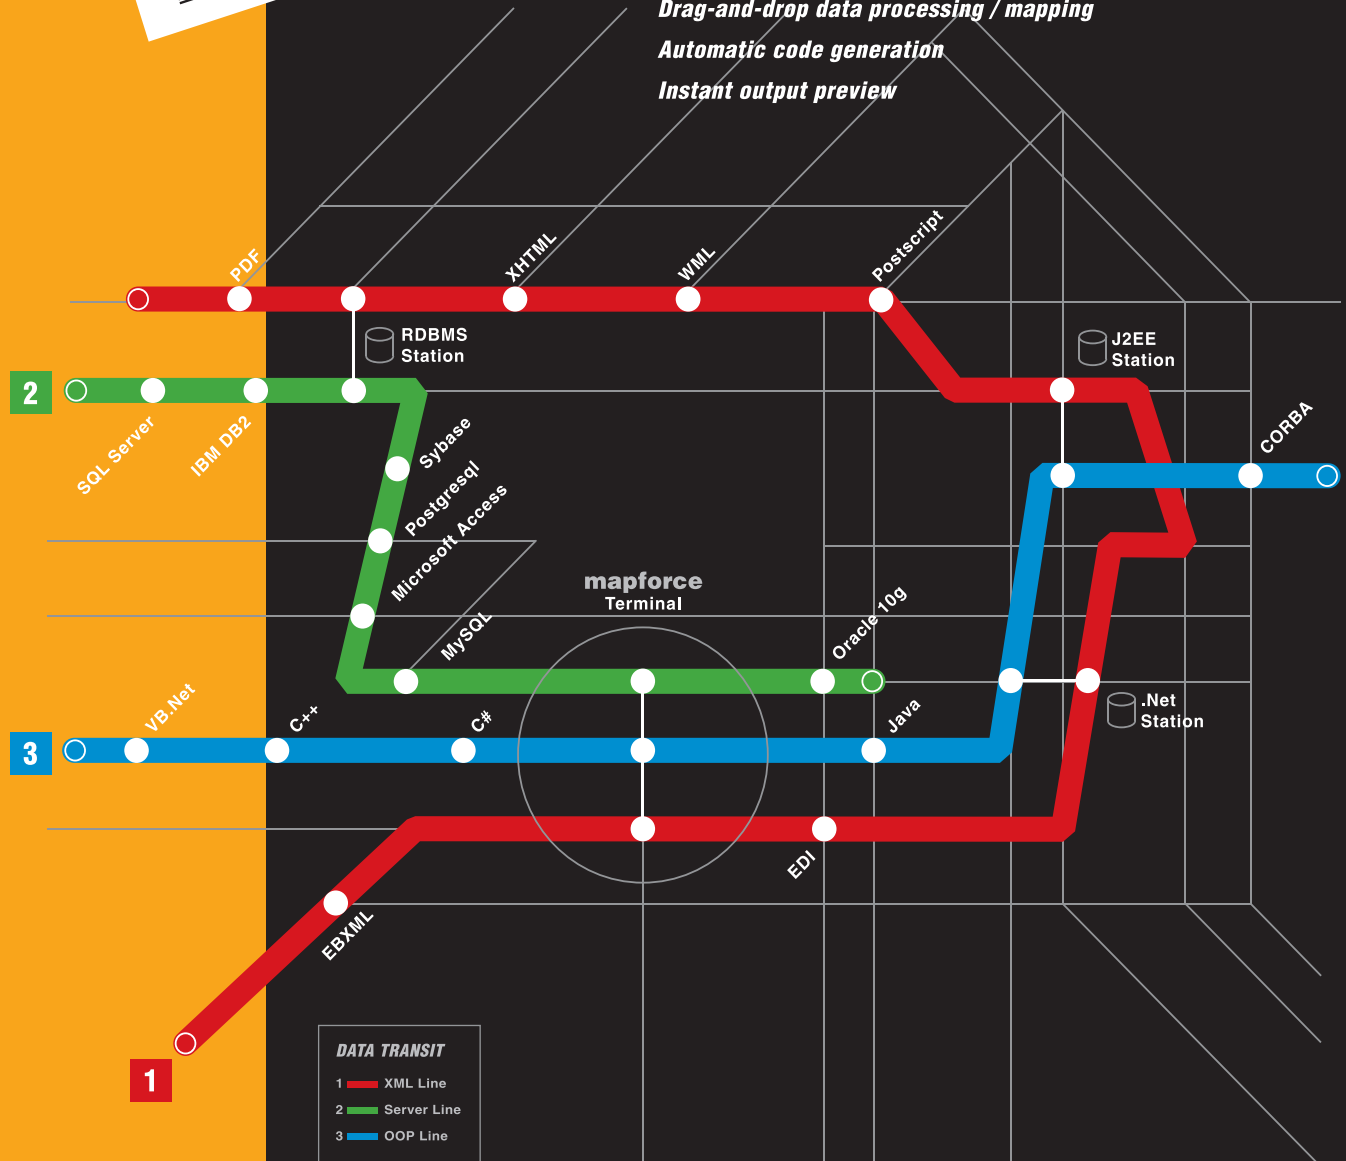 Drag-and-drop data processing / mapping
Automatic code generation
Instant output preview
PDF
XHTML
WML
Postscript
RDBMS
Station
J2EE
Station
2
SQL Server
IBM DB2
Sybase
Postgresql
Microsoft Access
CORBA
mapforce
Terminal
MySQL
Oracle 10g
.Net
Station
3
VB.Net
C++
C#
Java
EDI
EBXML
1
DATA TRANSIT
1 XML Line
2 Server Line
3 OOP Line